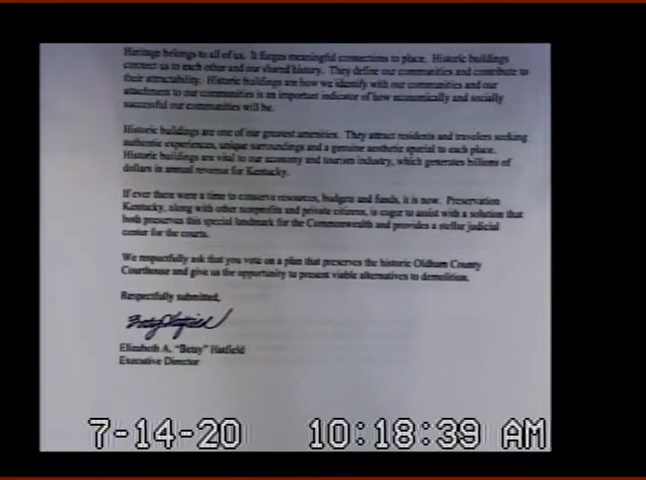 Heritage belongs to all of us. It forges meaningful connections to place. Historic buildings
connect us to each other and our shared history. They define our communities and contribute to
their attractability. Historic buildings are how we identify with our communities and our
attachment to our communities is an important indicator of how economically and socially
successful our communities will be.
Historic buildings are one of our greatest amenities. They attract residents and travelers seeking
authentic experiences, unique surroundings and a genuine aesthetic special to each place.
Historic buildings are vital to our economy and tourism industry, which generates billions of
dollars in annual revenue for Kentucky.
If ever there were a time to conserve resources, budgets and funds, it is now. Preservation
Kentucky, along with other nonprofits and private citizens, is eager to assist with a solution that
both preserves this special landmark for the Commonwealth and provides a stellar judicial
center for the courts.
We respectfully ask that you vote on a plan that preserves the historic Oldham County
Courthouse and give us the opportunity to present viable alternatives to demolition.
Respectfully submitted,
Betsy Hatfield
Elizabeth A. "Betsy" Hatfield
Executive Director
7-14-20 10:18:39 AM